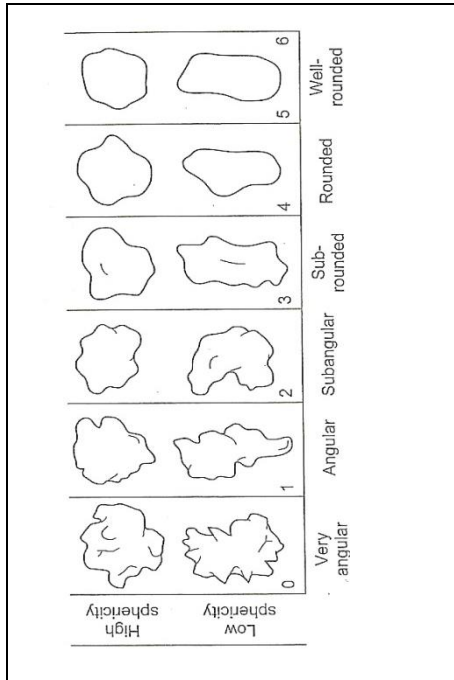 High
sphericity
Low
sphericity
0
1
2
3
4
5
6
Very
angular
Angular
Subangular
Sub-
rounded
Rounded
Well-
rounded